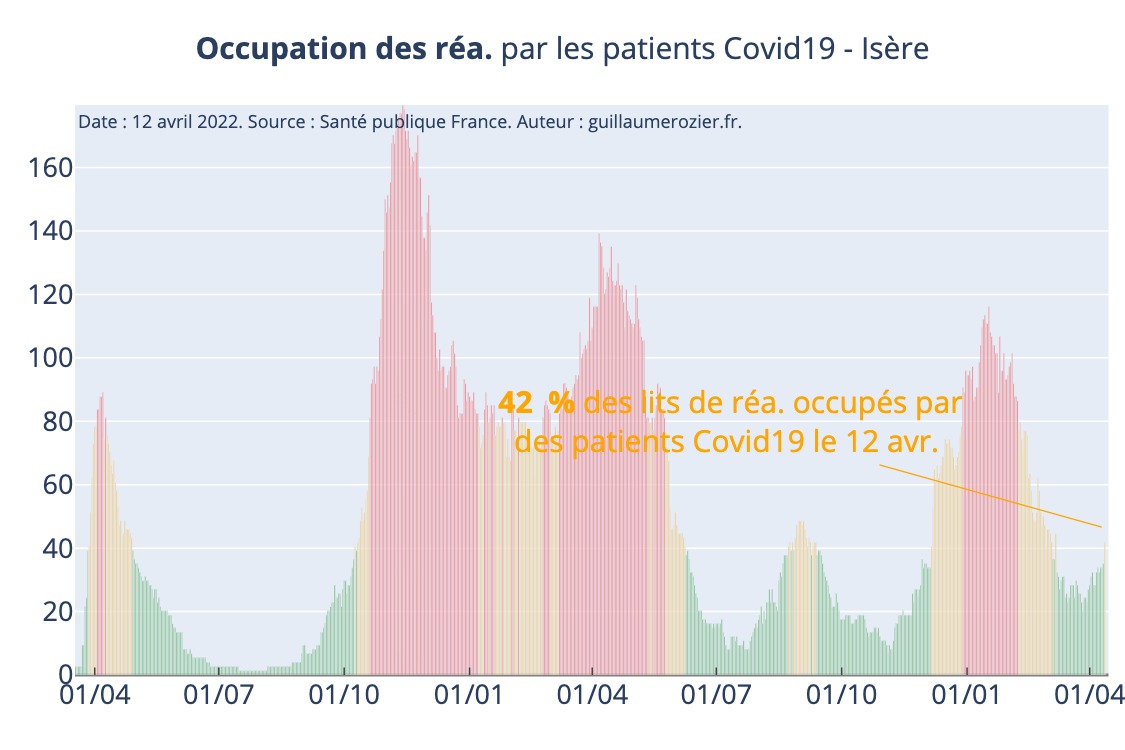 Occupation des réa. par les patients Covid19 - Isère
Date : 12 avril 2022. Source : Santé publique France. Auteur : guillaumerozier.fr.
160
140
120
100
80
60
40
20
0
42 % des lits de réa. occupés par
des patients Covid19 le 12 avr.
01/04 01/07 01/10 01/01 01/04 01/07 01/10 01/01 01/04